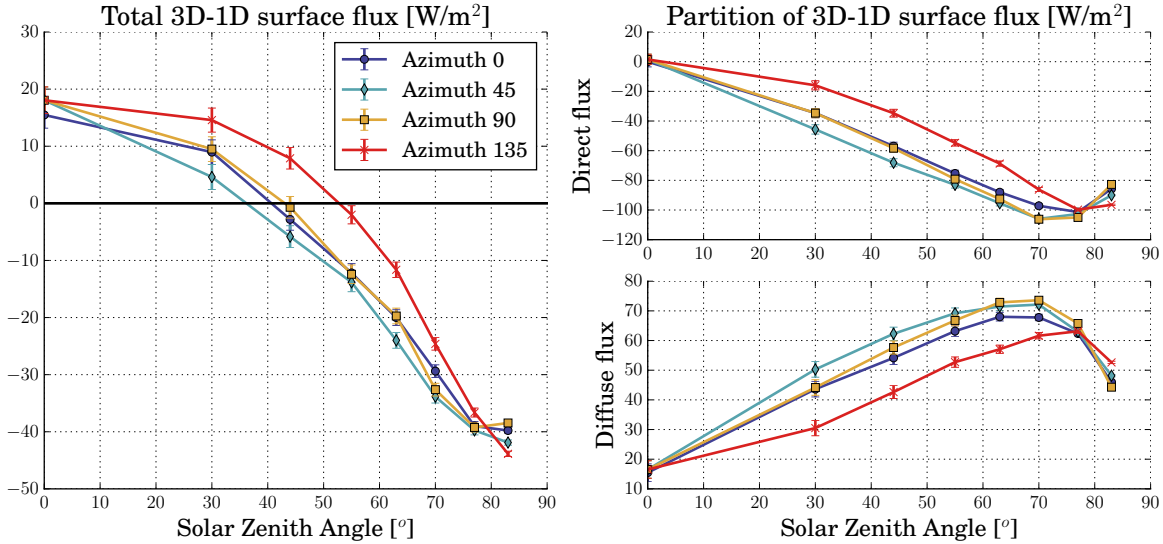 Total 3D-1D surface flux [W/m²]
30
20
10
0
−10
−20
−30
−40
−50
0 10 20 30 40 50 60 70 80 90
Solar Zenith Angle [°]
Azimuth 0
Azimuth 45
Azimuth 90
Azimuth 135
Partition of 3D-1D surface flux [W/m²]
Direct flux
20
0
−20
−40
−60
−80
−100
−120
0 10 20 30 40 50 60 70 80 90
Diffuse flux
80
70
60
50
40
30
20
10
0 10 20 30 40 50 60 70 80 90
Solar Zenith Angle [°]